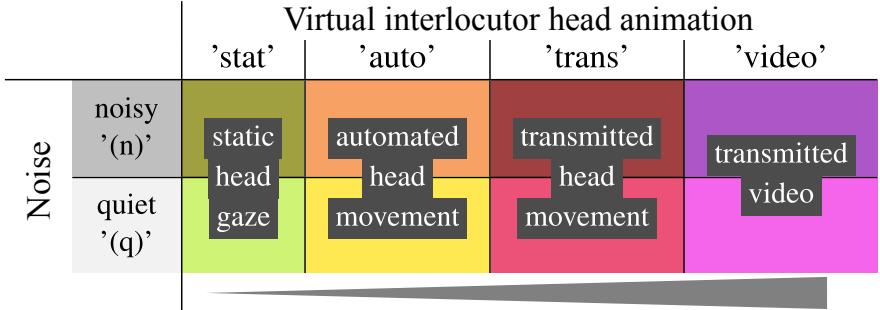 Virtual interlocutor head animation
’stat’ ’auto’ ’trans’ ’video’
Noise
noisy
’(n)’
quiet
’(q)’
static
head
gaze
automated
head
movement
transmitted
head
movement
transmitted
video